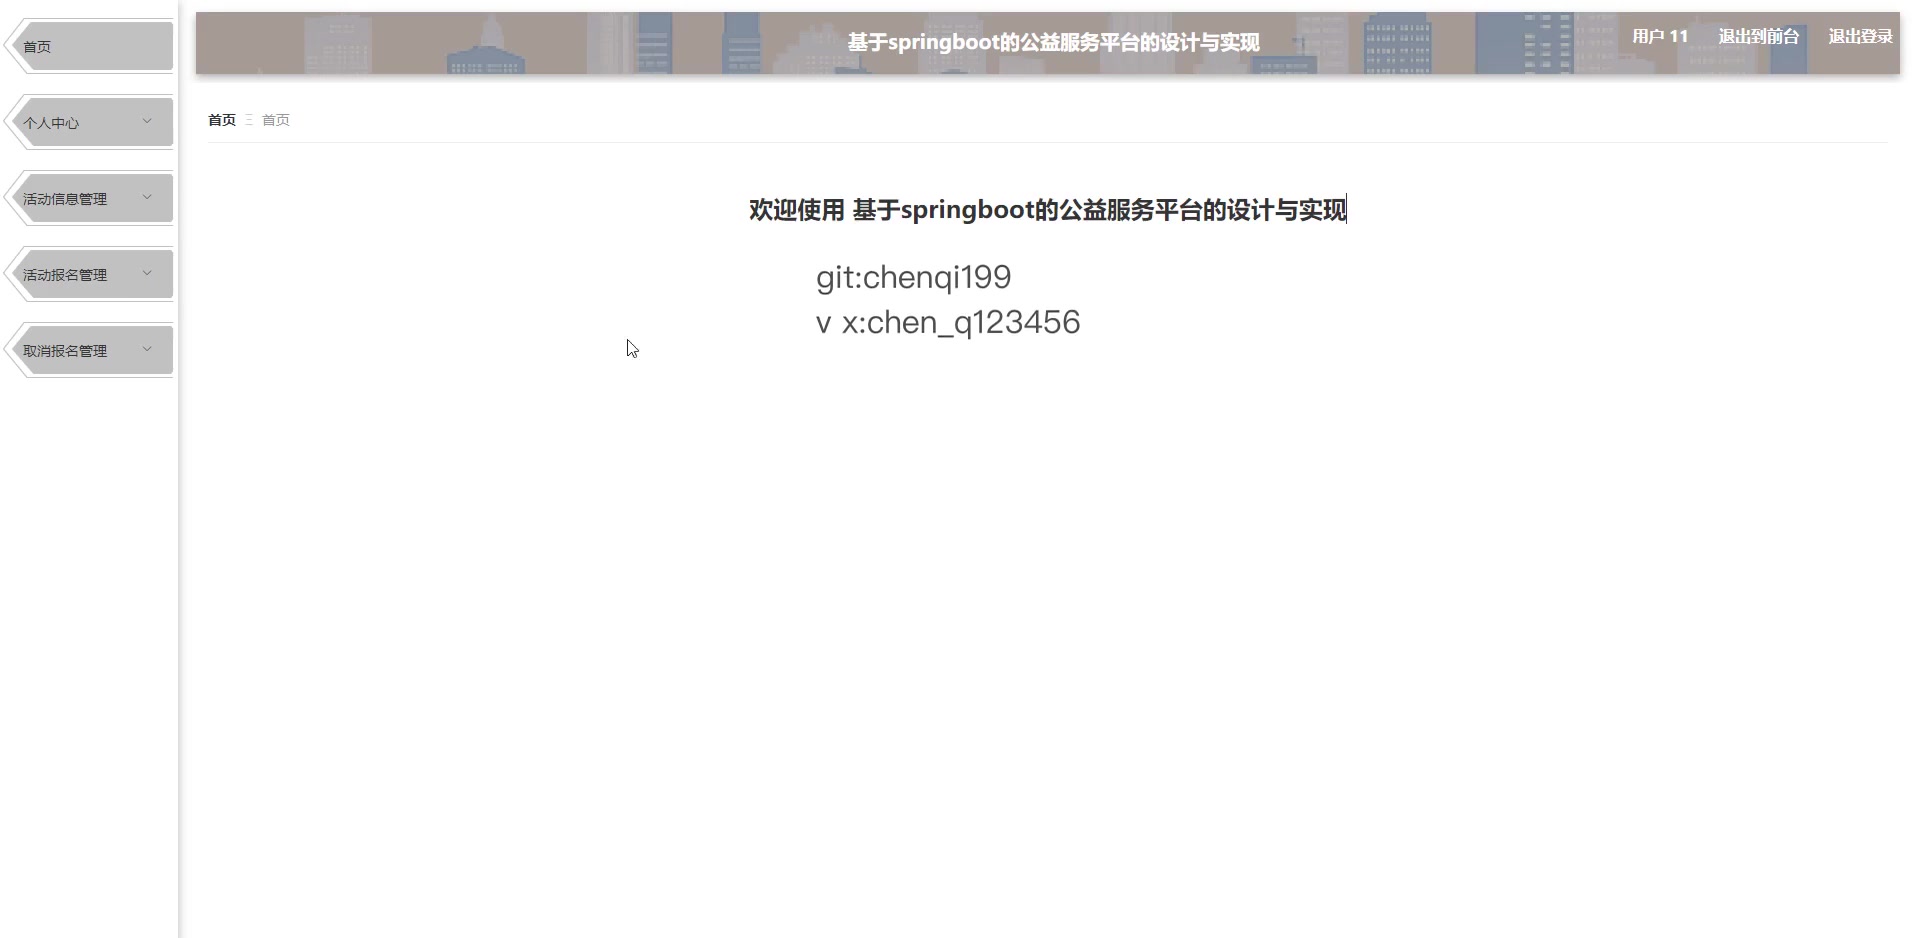 首页
个人中心
活动信息管理
活动报名管理
取消报名管理
基于springboot的公益服务平台的设计与实现
用户 11 退出到前台 退出登录
首页 首页
欢迎使用 基于springboot的公益服务平台的设计与实现
git:chenqi199
v x:chen_q123456